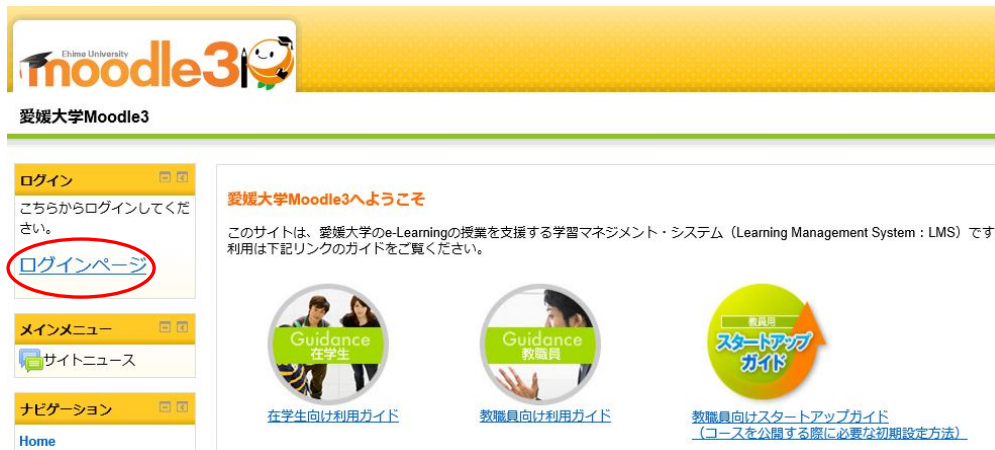 Ehime University
moodle3
愛媛大学Moodle3
ログイン
こちらからログインしてくだ
さい。
ログインページ
メインメニュー
サイトニュース
ナビゲーション
Home
愛媛大学Moodle3へようこそ
このサイトは、愛媛大学のe-Learningの授業を支援する学習マネジメント・システム（Learning Management System：LMS）です
利用は下記リンクのガイドをご覧ください。
Guidance
在学生
在学生向け利用ガイド
Guidance
教職員
教職員向け利用ガイド
教員用
スタートアップ
ガイド
教職員向けスタートアップガイド
（コースを公開する際に必要な初期設定方法）